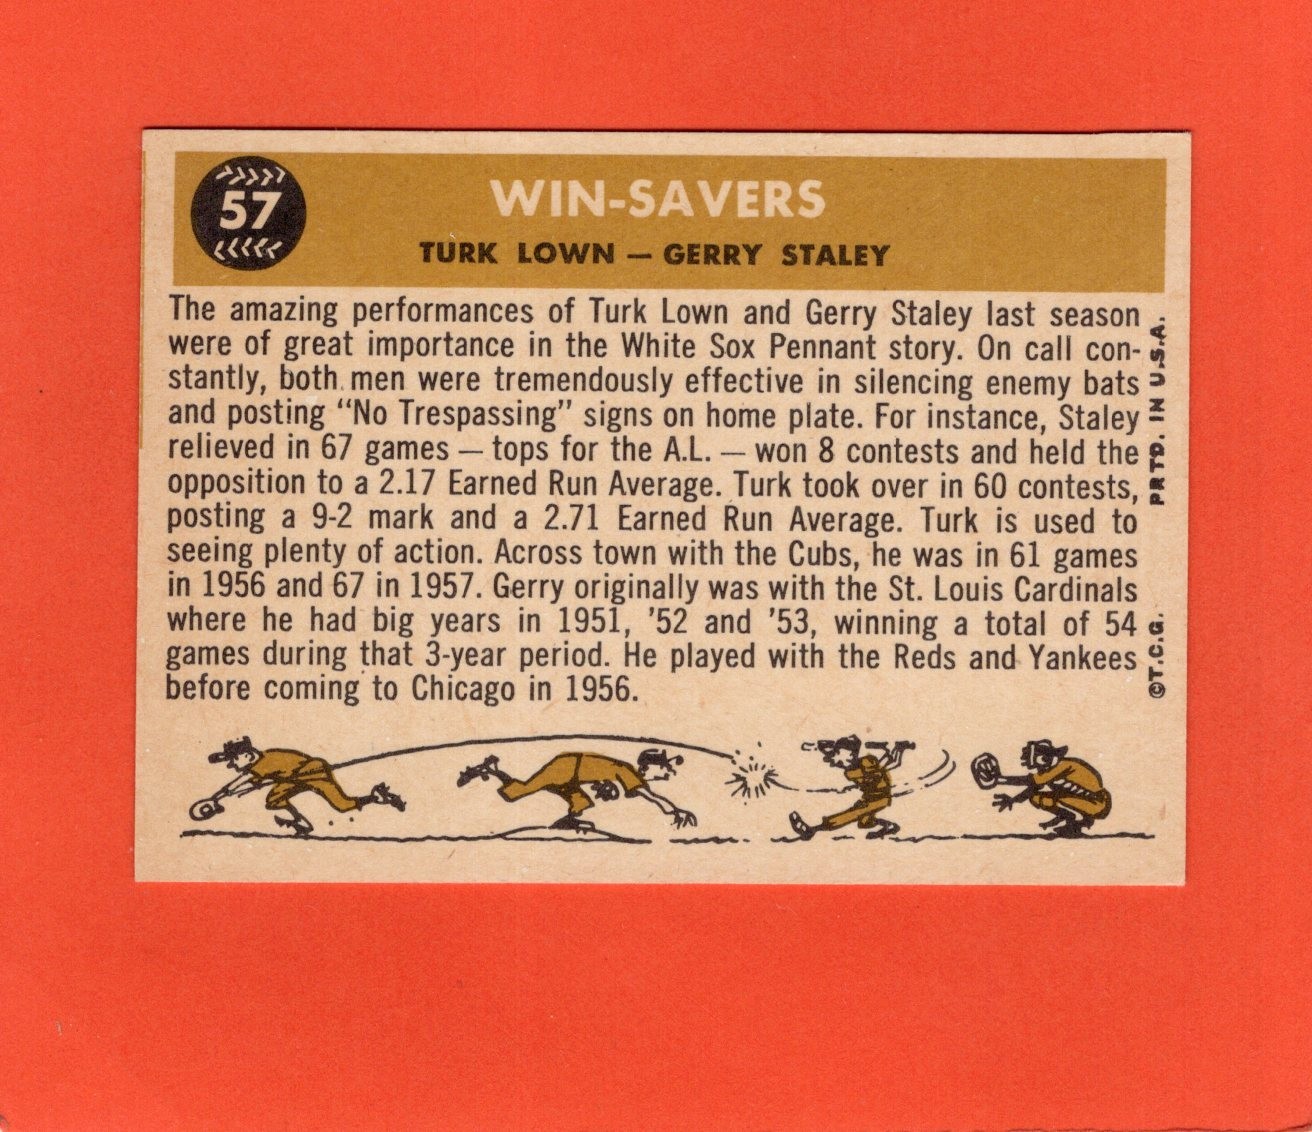 57
WIN-SAVERS
TURK LOWN — GERRY STALEY
The amazing performances of Turk Lown and Gerry Staley last season
were of great importance in the White Sox Pennant story. On call con-
stantly, both men were tremendously effective in silencing enemy bats
and posting “No Trespassing” signs on home plate. For instance, Staley
relieved in 67 games — tops for the A.L. — won 8 contests and held the
opposition to a 2.17 Earned Run Average. Turk took over in 60 contests,
posting a 9-2 mark and a 2.71 Earned Run Average. Turk is used to
seeing plenty of action. Across town with the Cubs, he was in 61 games
in 1956 and 67 in 1957. Gerry originally was with the St. Louis Cardinals
where he had big years in 1951, ’52 and ’53, winning a total of 54
games during that 3-year period. He played with the Reds and Yankees
before coming to Chicago in 1956.
©T.C.G. PRTD. IN U.S.A.